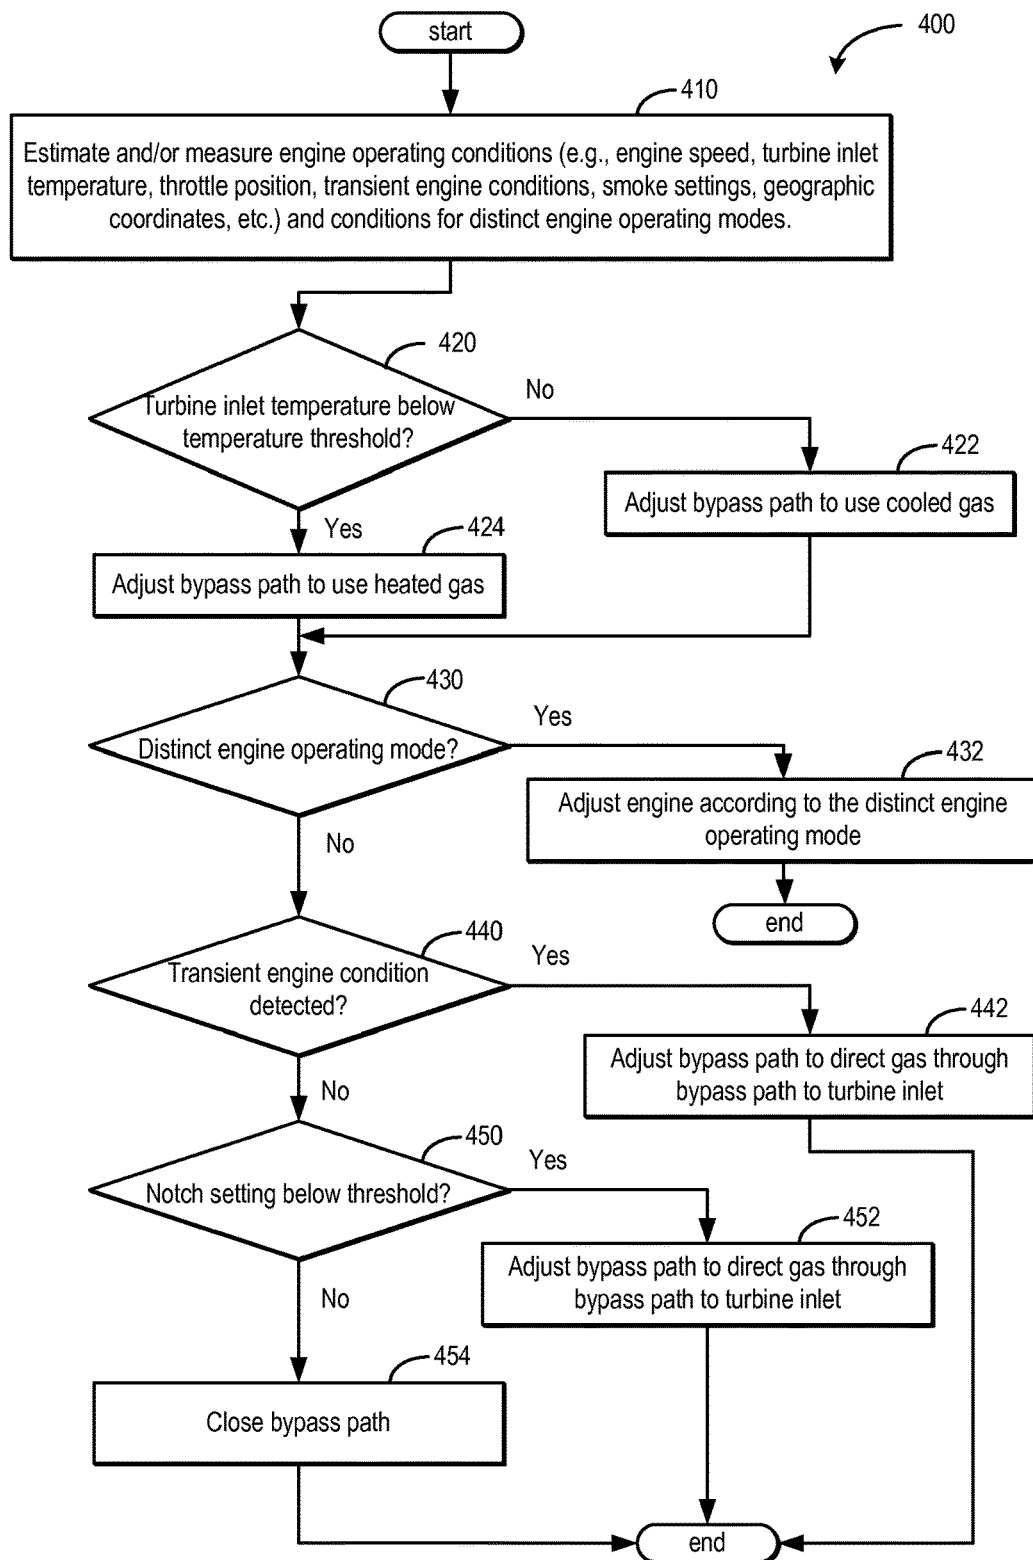 start
400
410
Estimate and/or measure engine operating conditions (e.g., engine speed, turbine inlet
temperature, throttle position, transient engine conditions, smoke settings, geographic
coordinates, etc.) and conditions for distinct engine operating modes.
420
Turbine inlet temperature below
temperature threshold?
No
422
Adjust bypass path to use cooled gas
Yes
424
Adjust bypass path to use heated gas
430
Distinct engine operating mode?
Yes
432
Adjust engine according to the distinct engine
operating mode
No
end
440
Transient engine condition
detected?
Yes
442
Adjust bypass path to direct gas through
bypass path to turbine inlet
No
450
Notch setting below threshold?
Yes
452
Adjust bypass path to direct gas through
bypass path to turbine inlet
No
454
Close bypass path
end